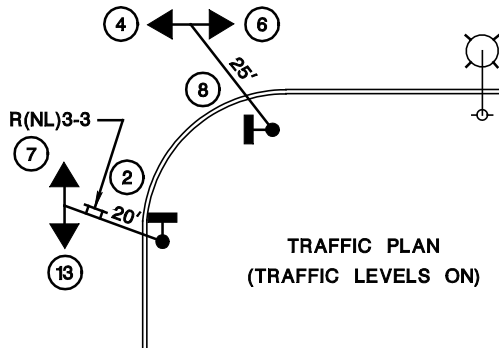 4
6
25'
8
R(NL)3-3
7
2
20'
13
TRAFFIC PLAN
(TRAFFIC LEVELS ON)